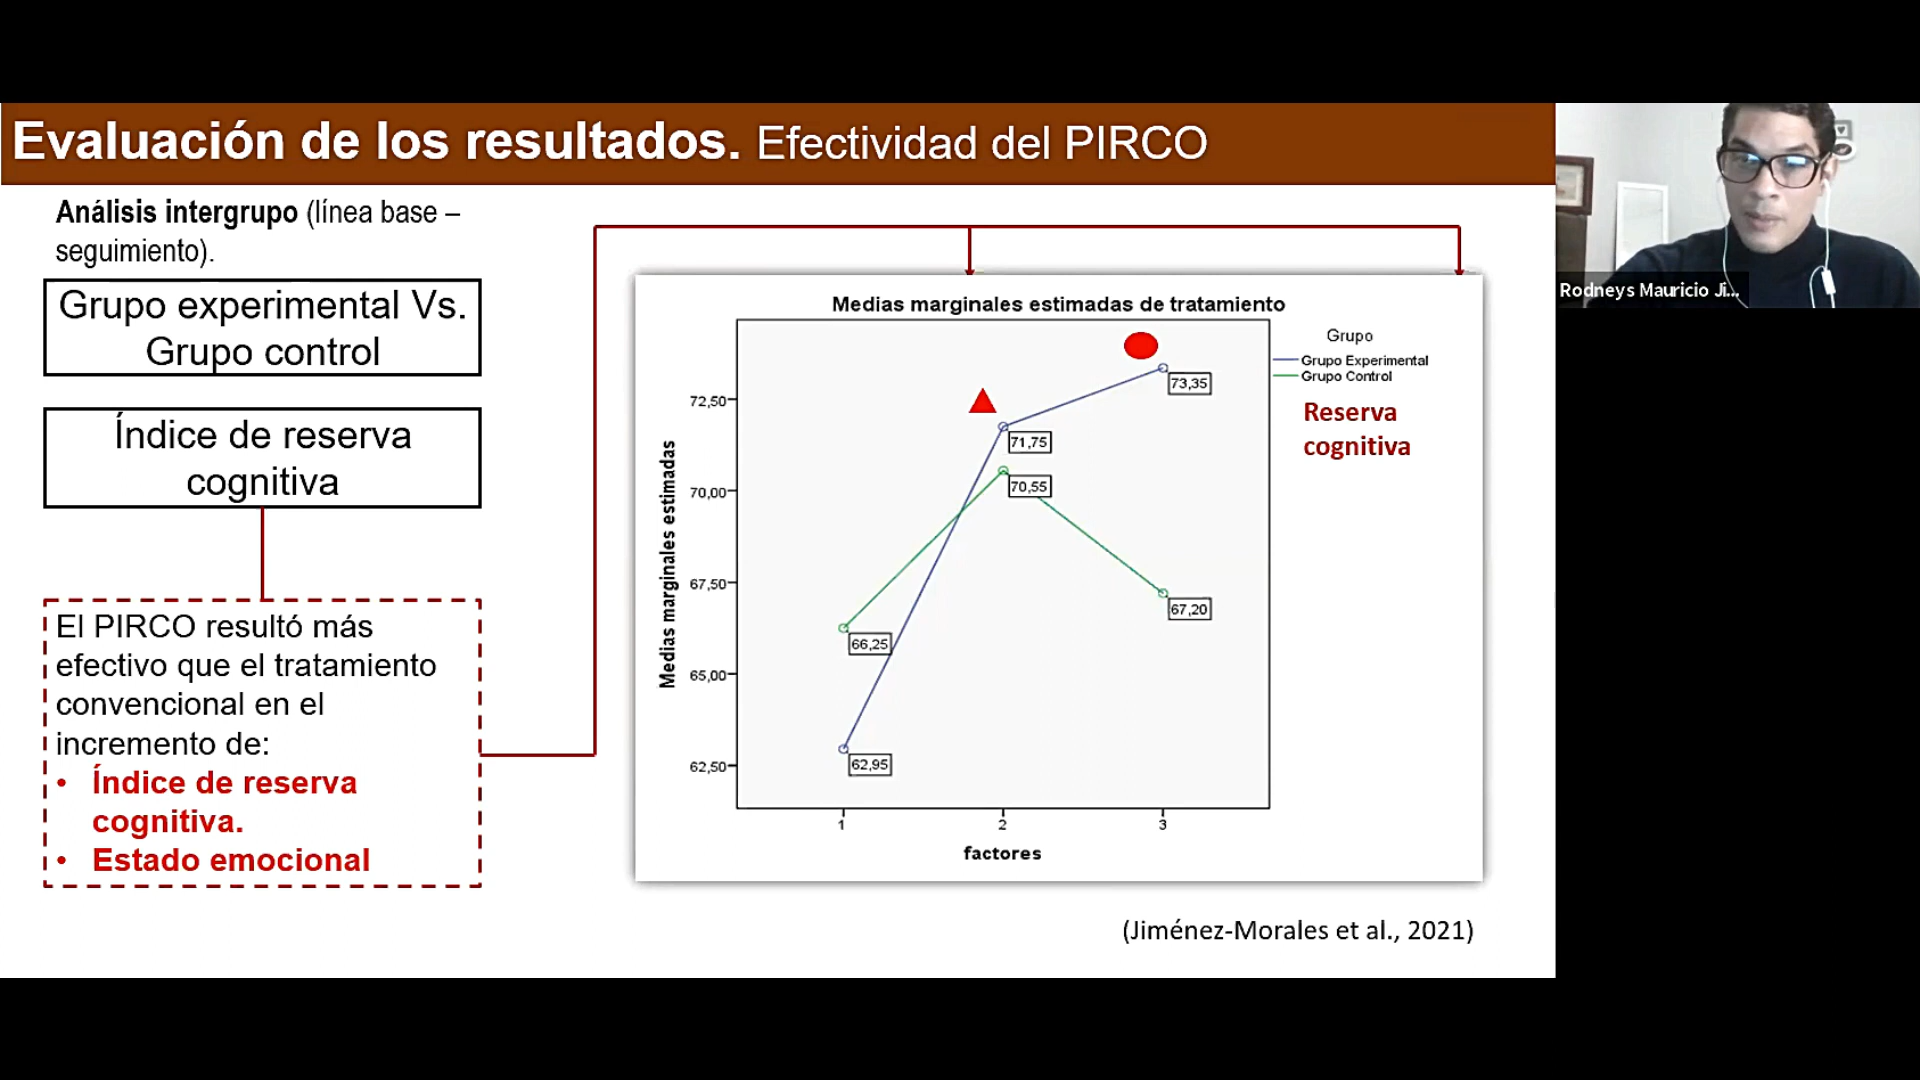 Evaluación de los resultados. Efectividad del PIRCO
Análisis intergrupo (línea base –
seguimiento).
Grupo experimental Vs.
Grupo control
Índice de reserva
cognitiva
El PIRCO resultó más
efectivo que el tratamiento
convencional en el
incremento de:
• Índice de reserva
cognitiva.
• Estado emocional
Medias marginales estimadas de tratamiento
Medias marginales estimadas
72,50
70,00
67,50
65,00
62,50
73,35
71,75
70,55
67,20
66,25
62,95
1 2 3
factores
Grupo
Grupo Experimental
Grupo Control
Reserva
cognitiva
(Jiménez-Morales et al., 2021)
Rodneys Mauricio Ji...